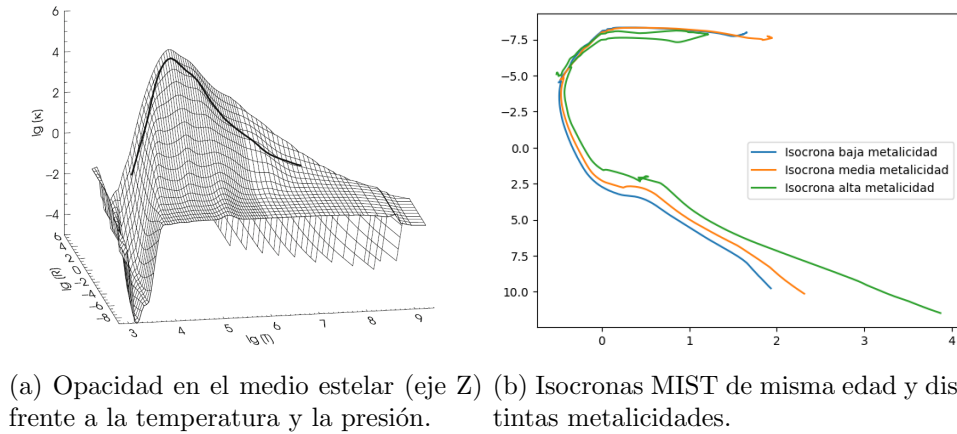 6
4
2
0
-2
-4
lg (κ)
6 4 2 0 -2 -4 -6 -8
lg (R)
3 4 5 6 7 8 9
lg(T)
-7.5
-5.0
-2.5
0.0
2.5
5.0
7.5
10.0
Isocrona baja metalicidad
Isocrona media metalicidad
Isocrona alta metalicidad
0 1 2 3 4
(a) Opacidad en el medio estelar (eje Z)
frente a la temperatura y la presión.
(b) Isocronas MIST de misma edad y dis
tintas metalicidades.